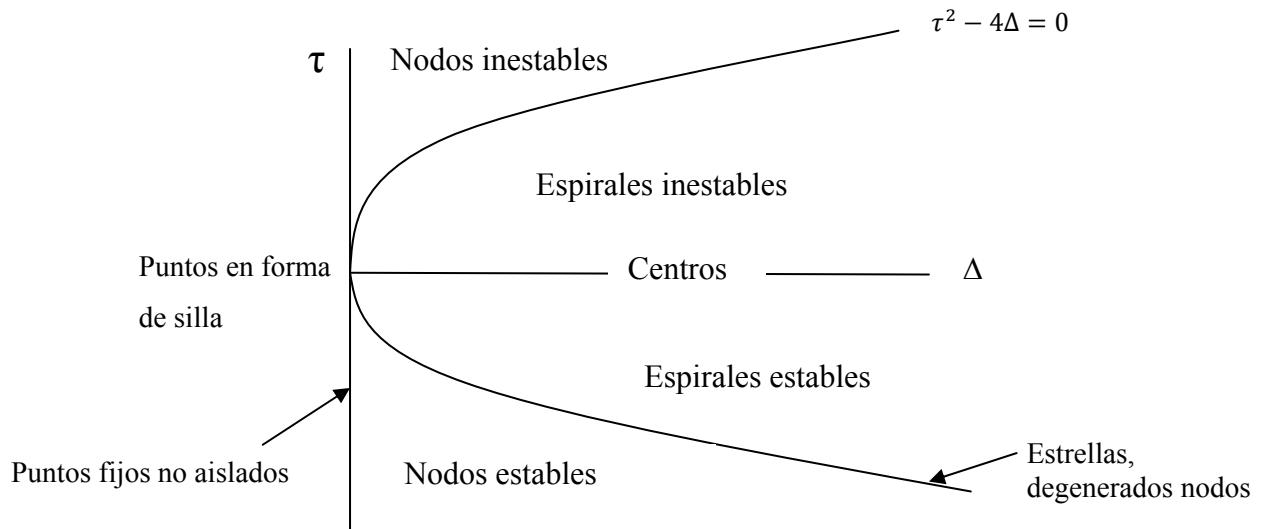 τ² − 4Δ = 0
τ
Nodos inestables
Espirales inestables
Puntos en forma
de silla
Centros
Δ
Espirales estables
Puntos fijos no aislados
Nodos estables
Estrellas,
degenerados nodos